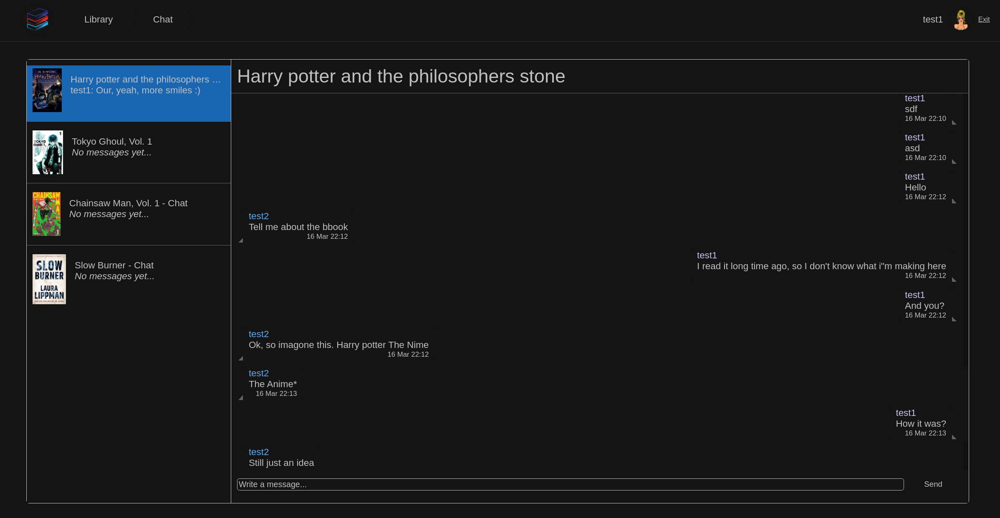 Library
Chat
test1
Exit
J.K. ROWLING
HARRY POTTER
Harry potter and the philosophers …
test1: Our, yeah, more smiles :)
1
TOKYO
GHOUL
Tokyo Ghoul, Vol. 1
No messages yet...
CHAINSAW
MAN
1
Chainsaw Man, Vol. 1 - Chat
No messages yet...
SLOW
BURNER
LAURA
LIPPMAN
Slow Burner - Chat
No messages yet...
Harry potter and the philosophers stone
test1
sdf
16 Mar 22:10
test1
asd
16 Mar 22:10
test1
Hello
16 Mar 22:12
test2
Tell me about the bbook
16 Mar 22:12
test1
I read it long time ago, so I don't know what i"m making here
16 Mar 22:12
test1
And you?
16 Mar 22:12
test2
Ok, so imagone this. Harry potter The Nime
16 Mar 22:12
test2
The Anime*
16 Mar 22:13
test1
How it was?
16 Mar 22:13
test2
Still just an idea
Write a message...
Send